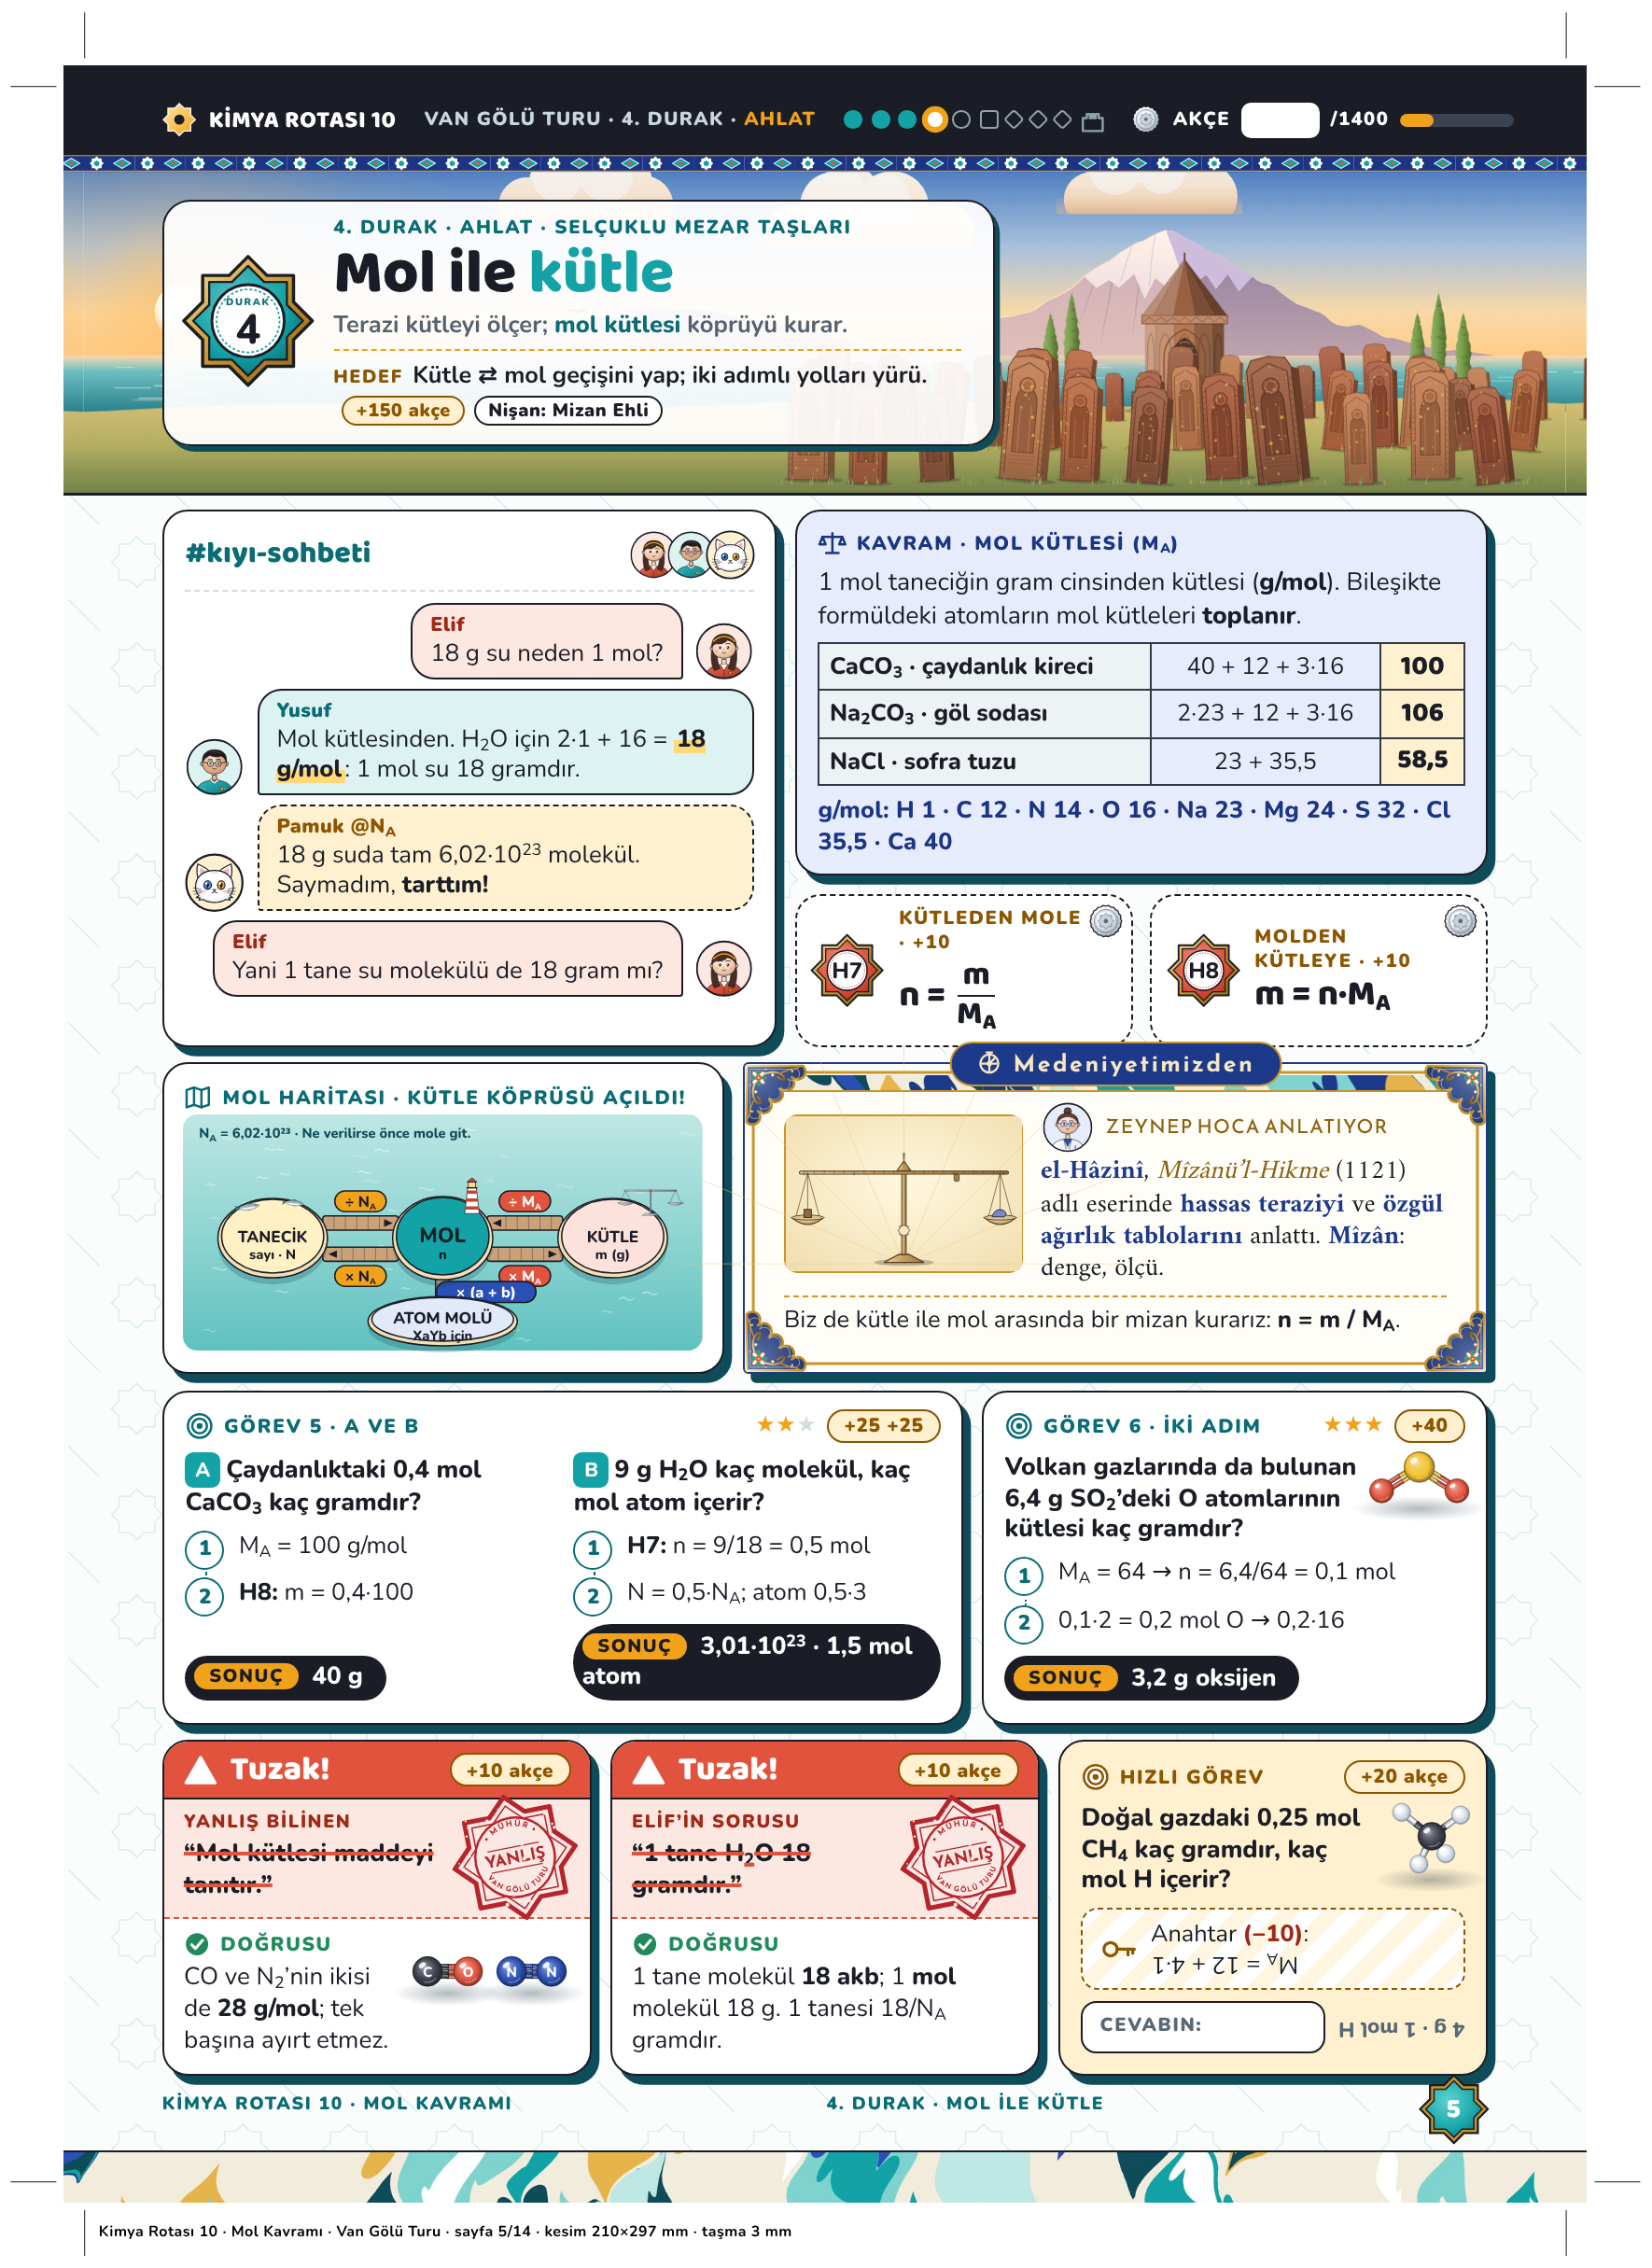 KİMYA ROTASI 10 VAN GÖLÜ TURU · 4. DURAK · AHLAT AKÇE /1400
4. DURAK · AHLAT · SELÇUKLU MEZAR TAŞLARI
Mol ile kütle
DURAK
4
Terazi kütleyi ölçer; mol kütlesi köprüyü kurar.
HEDEF Kütle ⇄ mol geçişini yap; iki adımlı yolları yürü.
+150 akçe Nişan: Mizan Ehli
#kıyı-sohbeti
Elif
18 g su neden 1 mol?
Yusuf
Mol kütlesinden. H₂O için 2·1 + 16 = 18
g/mol: 1 mol su 18 gramdır.
Pamuk @N_A
18 g suda tam 6,02·10²³ molekül.
Saymadım, tarttım!
Elif
Yani 1 tane su molekülü de 18 gram mı?
KAVRAM · MOL KÜTLESİ (M_A)
1 mol taneciğin gram cinsinden kütlesi (g/mol). Bileşikte
formüldeki atomların mol kütleleri toplanır.
CaCO₃ · çaydanlık kireci 40 + 12 + 3·16 100
Na₂CO₃ · göl sodası 2·23 + 12 + 3·16 106
NaCl · sofra tuzu 23 + 35,5 58,5
g/mol: H 1 · C 12 · N 14 · O 16 · Na 23 · Mg 24 · S 32 · Cl
35,5 · Ca 40
H7
KÜTLEDEN MOLE
· +10
n = m / M_A
H8
MOLDEN
KÜTLEYE · +10
m = n·M_A
MOL HARİTASI · KÜTLE KÖPRÜSÜ AÇILDI!
N_A = 6,02·10²³ · Ne verilirse önce mole git.
÷ N_A ÷ M_A
TANECİK MOL KÜTLE
sayı · N n m (g)
× N_A × M_A
× (a + b)
ATOM MOLÜ
XaYb için
Medeniyetimizden
ZEYNEP HOCA ANLATIYOR
el-Hâzinî, Mîzânü’l-Hikme (1121)
adlı eserinde hassas teraziyi ve özgül
ağırlık tablolarını anlattı. Mîzân:
denge, ölçü.
Biz de kütle ile mol arasında bir mizan kurarız: n = m / M_A.
GÖREV 5 · A VE B +25 +25
A Çaydanlıktaki 0,4 mol
CaCO₃ kaç gramdır?
1 M_A = 100 g/mol
2 H8: m = 0,4·100
SONUÇ 40 g
B 9 g H₂O kaç molekül, kaç
mol atom içerir?
1 H7: n = 9/18 = 0,5 mol
2 N = 0,5·N_A; atom 0,5·3
SONUÇ 3,01·10²³ · 1,5 mol
atom
GÖREV 6 · İKİ ADIM +40
Volkan gazlarında da bulunan
6,4 g SO₂’deki O atomlarının
kütlesi kaç gramdır?
1 M_A = 64 → n = 6,4/64 = 0,1 mol
2 0,1·2 = 0,2 mol O → 0,2·16
SONUÇ 3,2 g oksijen
Tuzak! +10 akçe
YANLIŞ BİLİNEN
“Mol kütlesi maddeyi
tanıtır.”
MÜHÜR
YANLIŞ
VAN GÖLÜ TURU
DOĞRUSU
CO ve N₂’nin ikisi
de 28 g/mol; tek
başına ayırt etmez.
C O N N
Tuzak! +10 akçe
ELİF’İN SORUSU
“1 tane H₂O 18
gramdır.”
MÜHÜR
YANLIŞ
VAN GÖLÜ TURU
DOĞRUSU
1 tane molekül 18 akb; 1 mol
molekül 18 g. 1 tanesi 18/N_A
gramdır.
HIZLI GÖREV +20 akçe
Doğal gazdaki 0,25 mol
CH₄ kaç gramdır, kaç
mol H içerir?
Anahtar (−10):
M_A = 12 + 4·1
CEVABIN: 4 g · 1 mol H
KİMYA ROTASI 10 · MOL KAVRAMI 4. DURAK · MOL İLE KÜTLE 5
Kimya Rotası 10 · Mol Kavramı · Van Gölü Turu · sayfa 5/14 · kesim 210×297 mm · taşma 3 mm